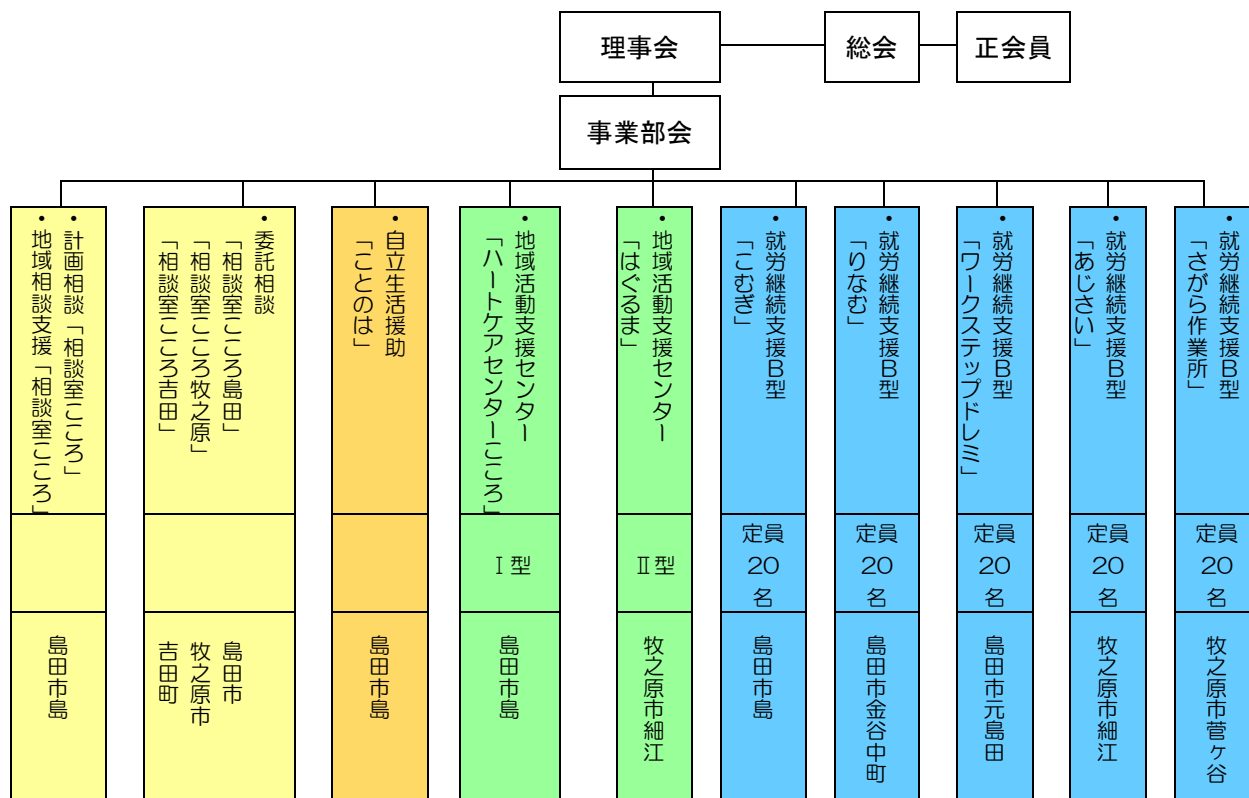 理事会
総会
正会員
事業部会
・計画相談「相談室こころ」
・地域相談支援「相談室こころ」
島田市島
・委託相談
「相談室こころ島田」
「相談室こころ牧之原」
「相談室こころ吉田」
島田市
牧之原市
吉田町
・自立生活援助
「ことのは」
島田市島
・地域活動支援センター
「ハートケアセンターこころ」
Ⅰ型
島田市島
・地域活動支援センター
「はぐるま」
Ⅱ型
牧之原市細江
・就労継続支援B型
「こむぎ」
定員
20
名
島田市島
・就労継続支援B型
「りなむ」
定員
20
名
島田市金谷中町
・就労継続支援B型
「ワークステップドレミ」
定員
20
名
島田市元島田
・就労継続支援B型
「あじさい」
定員
20
名
牧之原市細江
・就労継続支援B型
「さがら作業所」
定員
20
名
牧之原市菅ヶ谷